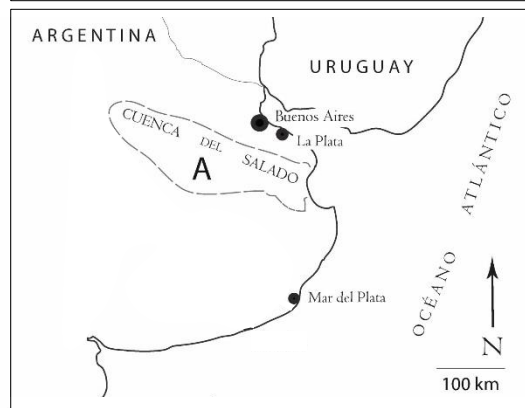 ARGENTINA
URUGUAY
Buenos Aires
La Plata
CUENCA DEL SALADO
A
OCÉANO ATLÁNTICO
Mar del Plata
N
100 km